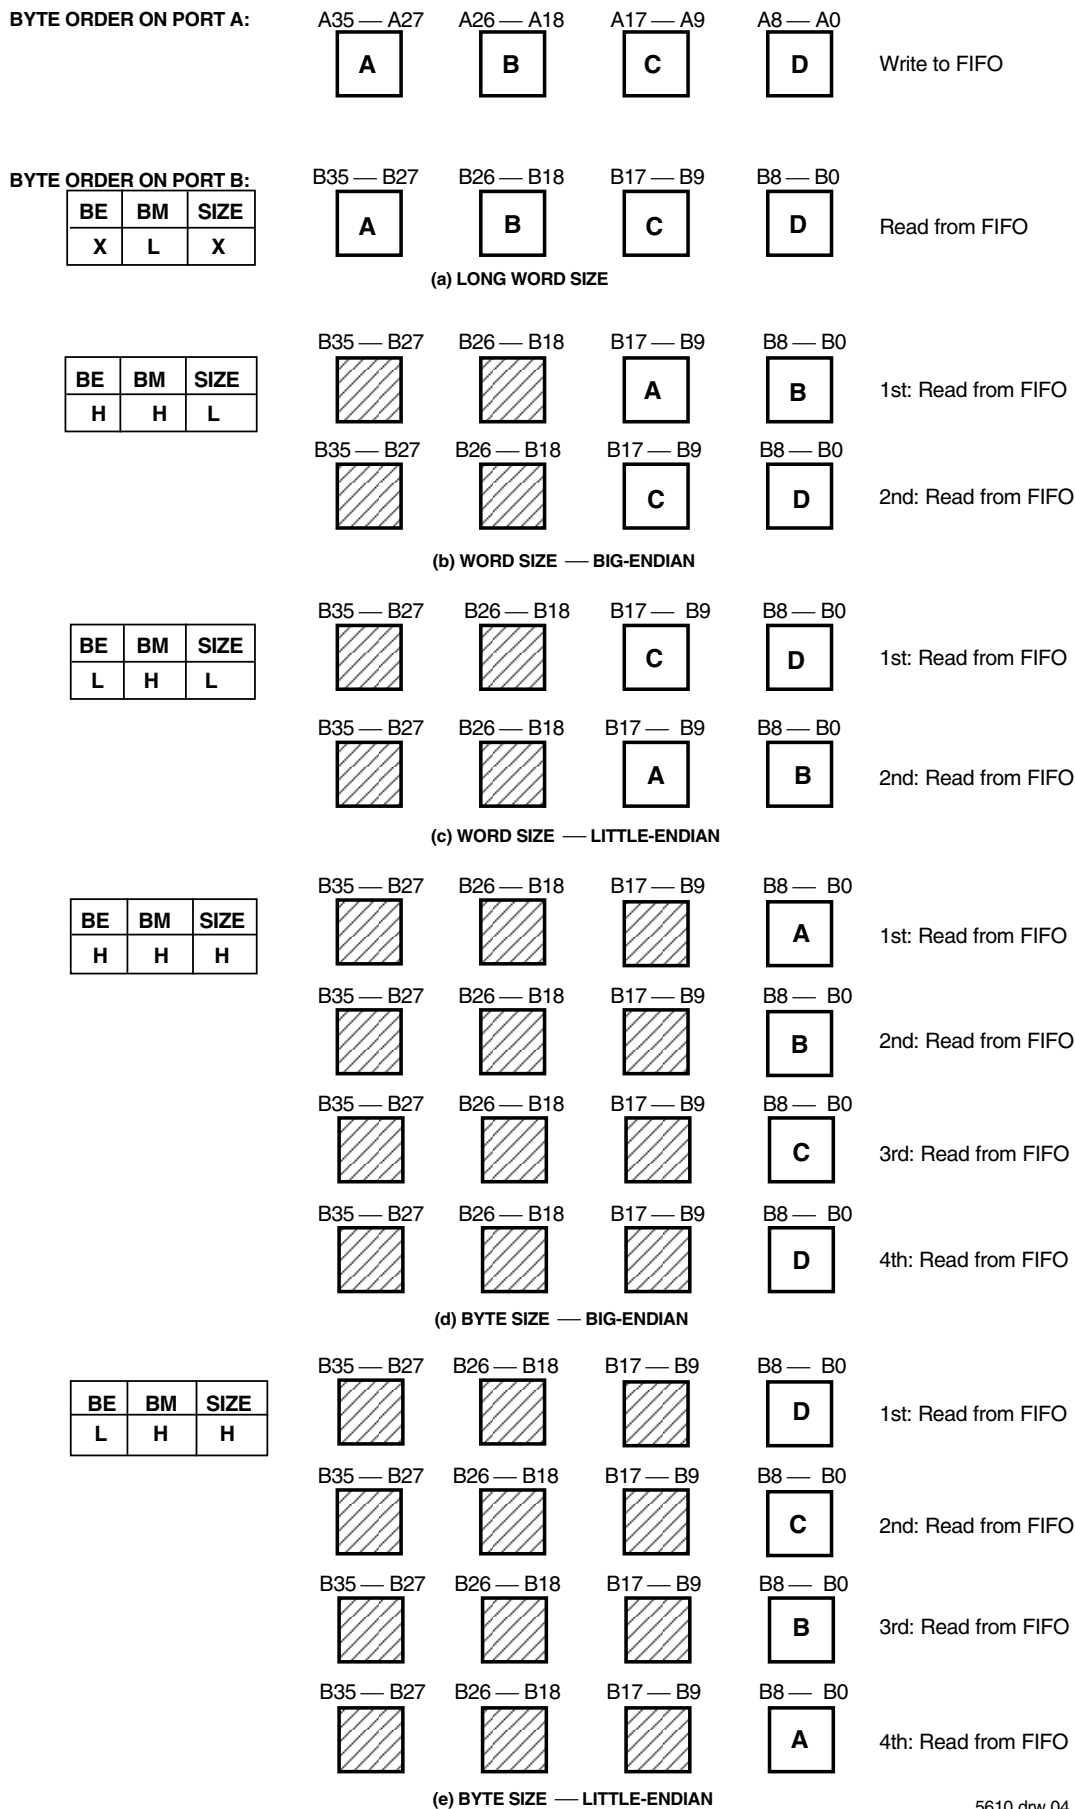 BYTE ORDER ON PORT A: A35 — A27 A26 — A18 A17 — A9 A8 — A0
A B C D Write to FIFO
BYTE ORDER ON PORT B: B35 — B27 B26 — B18 B17 — B9 B8 — B0
BE BM SIZE
A B C D Read from FIFO
X L X
(a) LONG WORD SIZE
B35 — B27 B26 — B18 B17 — B9 B8 — B0
BE BM SIZE
A B 1st: Read from FIFO
H H L
B35 — B27 B26 — B18 B17 — B9 B8 — B0
C D 2nd: Read from FIFO
(b) WORD SIZE — BIG-ENDIAN
B35 — B27 B26 — B18 B17 — B9 B8 — B0
BE BM SIZE
C D 1st: Read from FIFO
L H L
B35 — B27 B26 — B18 B17 — B9 B8 — B0
A B 2nd: Read from FIFO
(c) WORD SIZE — LITTLE-ENDIAN
B35 — B27 B26 — B18 B17 — B9 B8 — B0
BE BM SIZE
A 1st: Read from FIFO
H H H
B35 — B27 B26 — B18 B17 — B9 B8 — B0
B 2nd: Read from FIFO
B35 — B27 B26 — B18 B17 — B9 B8 — B0
C 3rd: Read from FIFO
B35 — B27 B26 — B18 B17 — B9 B8 — B0
D 4th: Read from FIFO
(d) BYTE SIZE — BIG-ENDIAN
B35 — B27 B26 — B18 B17 — B9 B8 — B0
BE BM SIZE
D 1st: Read from FIFO
L H H
B35 — B27 B26 — B18 B17 — B9 B8 — B0
C 2nd: Read from FIFO
B35 — B27 B26 — B18 B17 — B9 B8 — B0
B 3rd: Read from FIFO
B35 — B27 B26 — B18 B17 — B9 B8 — B0
A 4th: Read from FIFO
(e) BYTE SIZE — LITTLE-ENDIAN
5610 drw 04